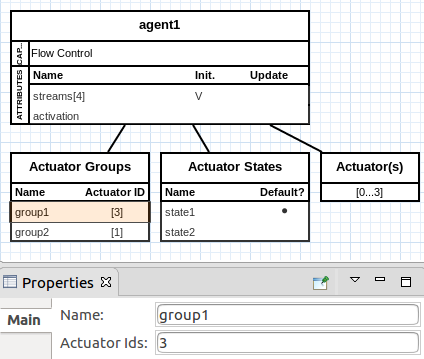 agent1
CAP...
Flow Control
ATTRIBUTES
Name Init. Update
streams[4] V
activation
Actuator Groups
Name Actuator ID
group1 [3]
group2 [1]
Actuator States
Name Default?
state1 •
state2
Actuator(s)
[0...3]
Properties
Main
Name: group1
Actuator Ids: 3